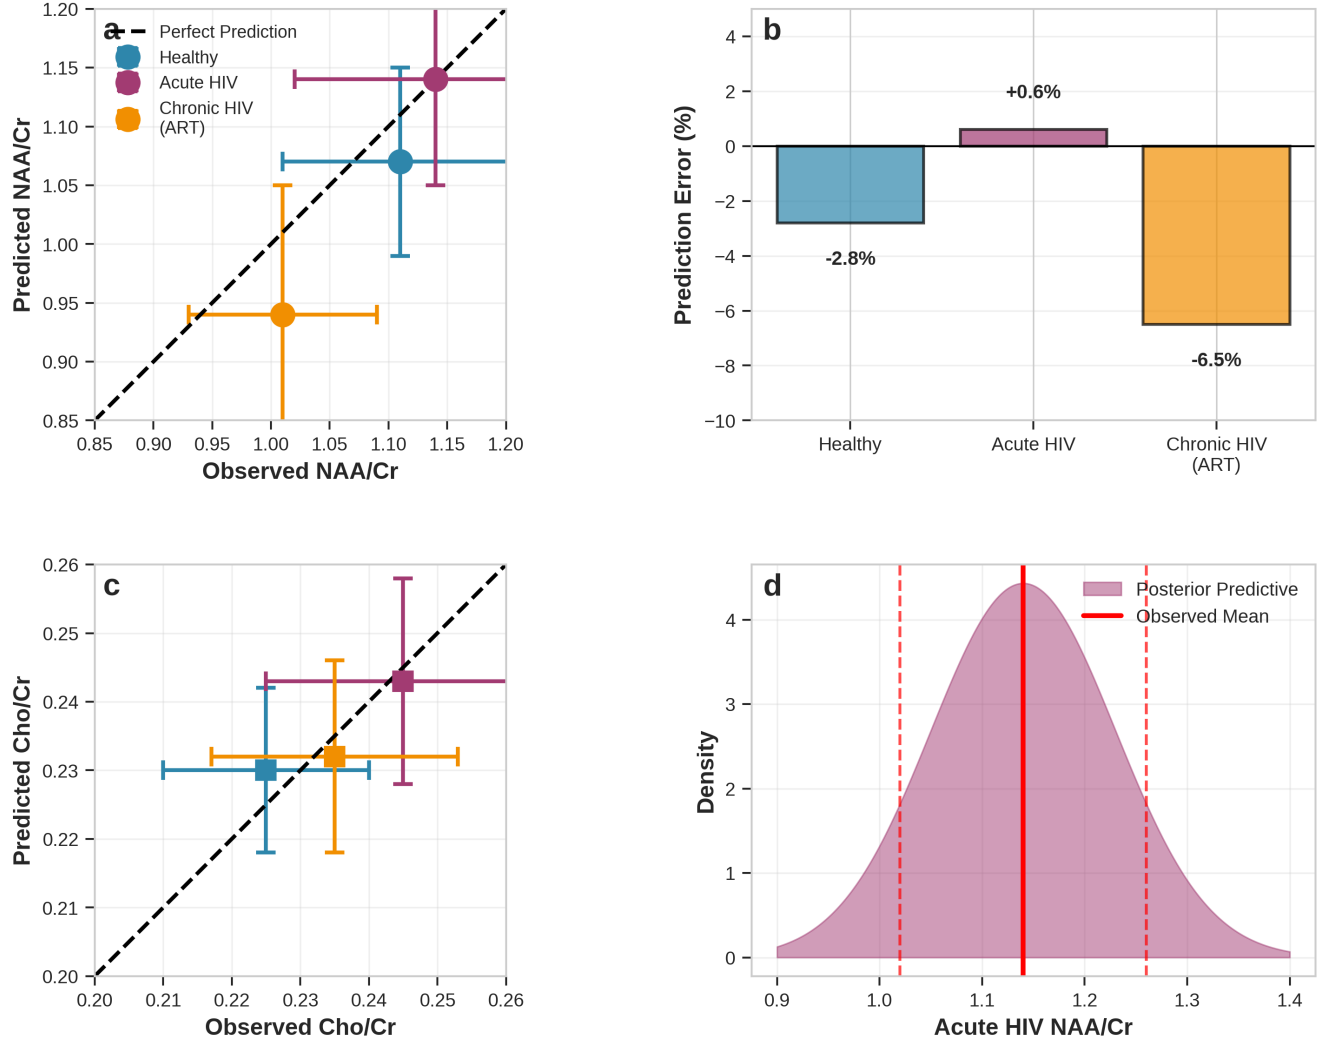 a
Perfect Prediction
Healthy
Acute HIV
Chronic HIV
(ART)
1.20
1.15
1.10
1.05
1.00
0.95
0.90
0.85
Predicted NAA/Cr
0.85 0.90 0.95 1.00 1.05 1.10 1.15 1.20
Observed NAA/Cr
b
4
2
0
−2
−4
−6
−8
−10
Prediction Error (%)
-2.8%
+0.6%
-6.5%
Healthy
Acute HIV
Chronic HIV
(ART)
c
0.26
0.25
0.24
0.23
0.22
0.21
0.20
Predicted Cho/Cr
0.20 0.21 0.22 0.23 0.24 0.25 0.26
Observed Cho/Cr
d
Posterior Predictive
Observed Mean
4
3
2
1
0
Density
0.9 1.0 1.1 1.2 1.3 1.4
Acute HIV NAA/Cr